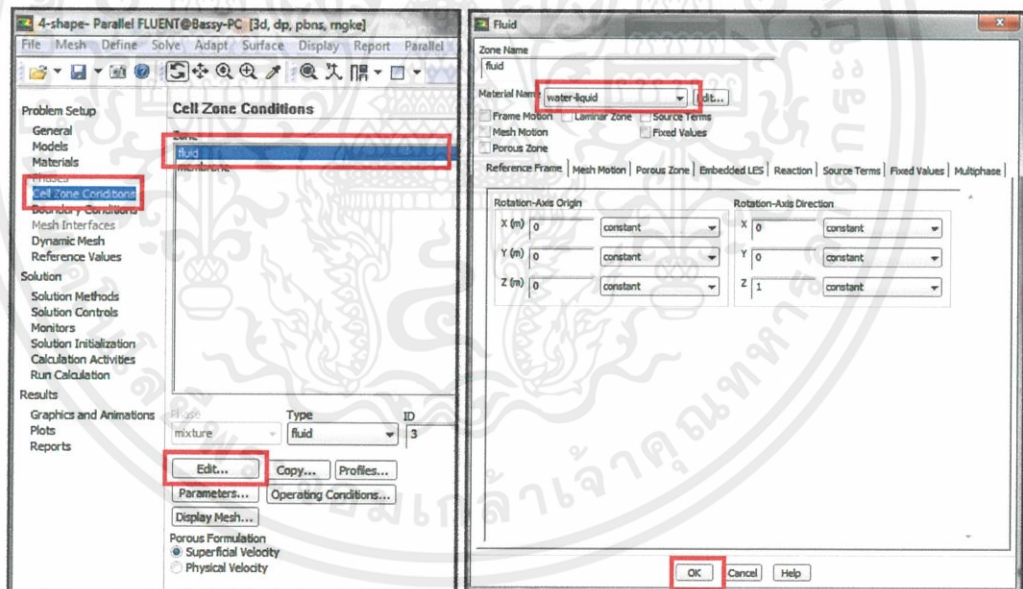 4-shape- Parallel FLUENT@Bassy-PC [3d, dp, pbns, rngke]
File Mesh Define Solve Adapt Surface Display Report Parallel
Problem Setup
General
Models
Materials
Phases
Cell Zone Conditions
Boundary Conditions
Mesh Interfaces
Dynamic Mesh
Reference Values
Solution
Solution Methods
Solution Controls
Monitors
Solution Initialization
Calculation Activities
Run Calculation
Results
Graphics and Animations
Plots
Reports
Cell Zone Conditions
Zone
fluid
membrane
Phase Type ID
mixture fluid 3
Edit... Copy... Profiles...
Parameters... Operating Conditions...
Display Mesh...
Porous Formulation
Superficial Velocity
Physical Velocity
Fluid
Zone Name
fluid
Material Name water-liquid Edit...
Frame Motion Laminar Zone Source Terms
Mesh Motion Fixed Values
Porous Zone
Reference Frame Mesh Motion Porous Zone Embedded LES Reaction Source Terms Fixed Values Multiphase
Rotation-Axis Origin Rotation-Axis Direction
X (m) 0 constant X 0 constant
Y (m) 0 constant Y 0 constant
Z (m) 0 constant Z 1 constant
OK Cancel Help